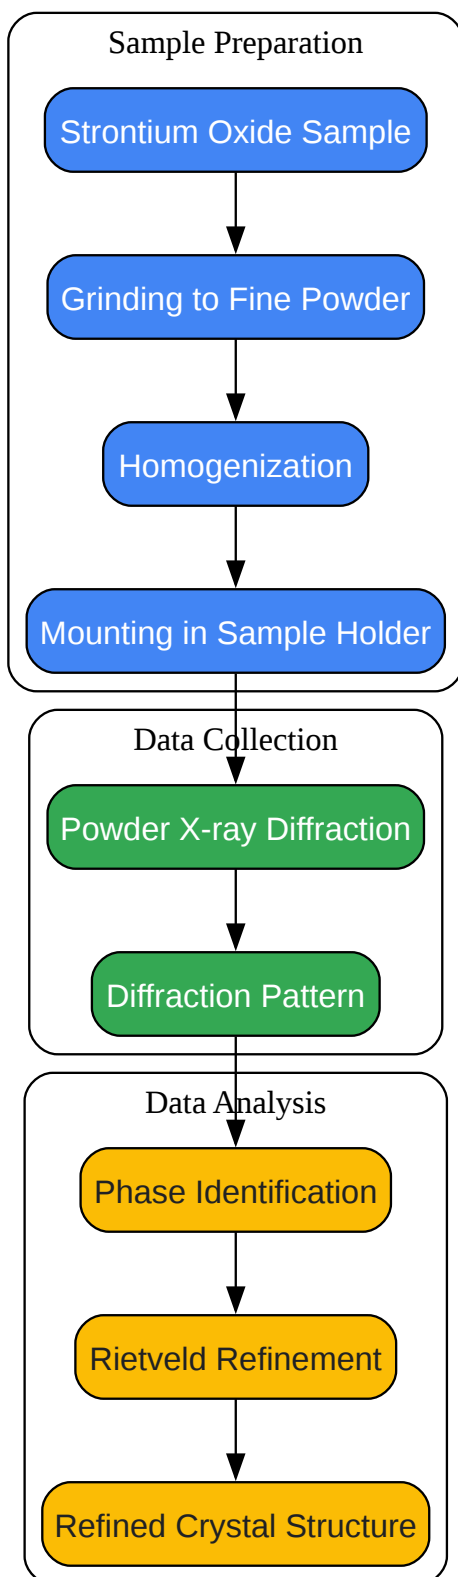 Sample Preparation
Strontium Oxide Sample
Grinding to Fine Powder
Homogenization
Mounting in Sample Holder
Data Collection
Powder X-ray Diffraction
Diffraction Pattern
Data Analysis
Phase Identification
Rietveld Refinement
Refined Crystal Structure